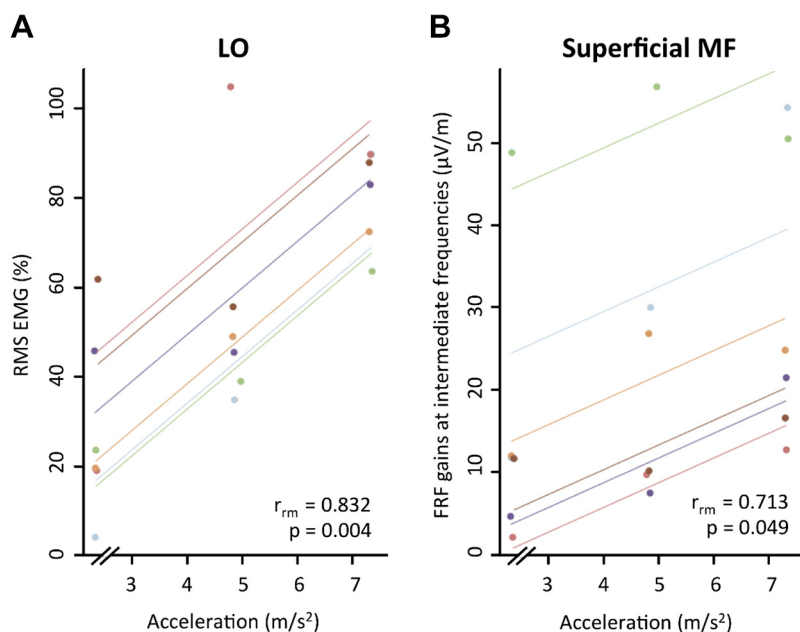 A
LO
RMS EMG (%)
100
80
60
40
20
0
r_rm = 0.832
p = 0.004
3 4 5 6 7
Acceleration (m/s²)
B
Superficial MF
FRF gains at intermediate frequencies (µV/m)
50
40
30
20
10
0
r_rm = 0.713
p = 0.049
3 4 5 6 7
Acceleration (m/s²)